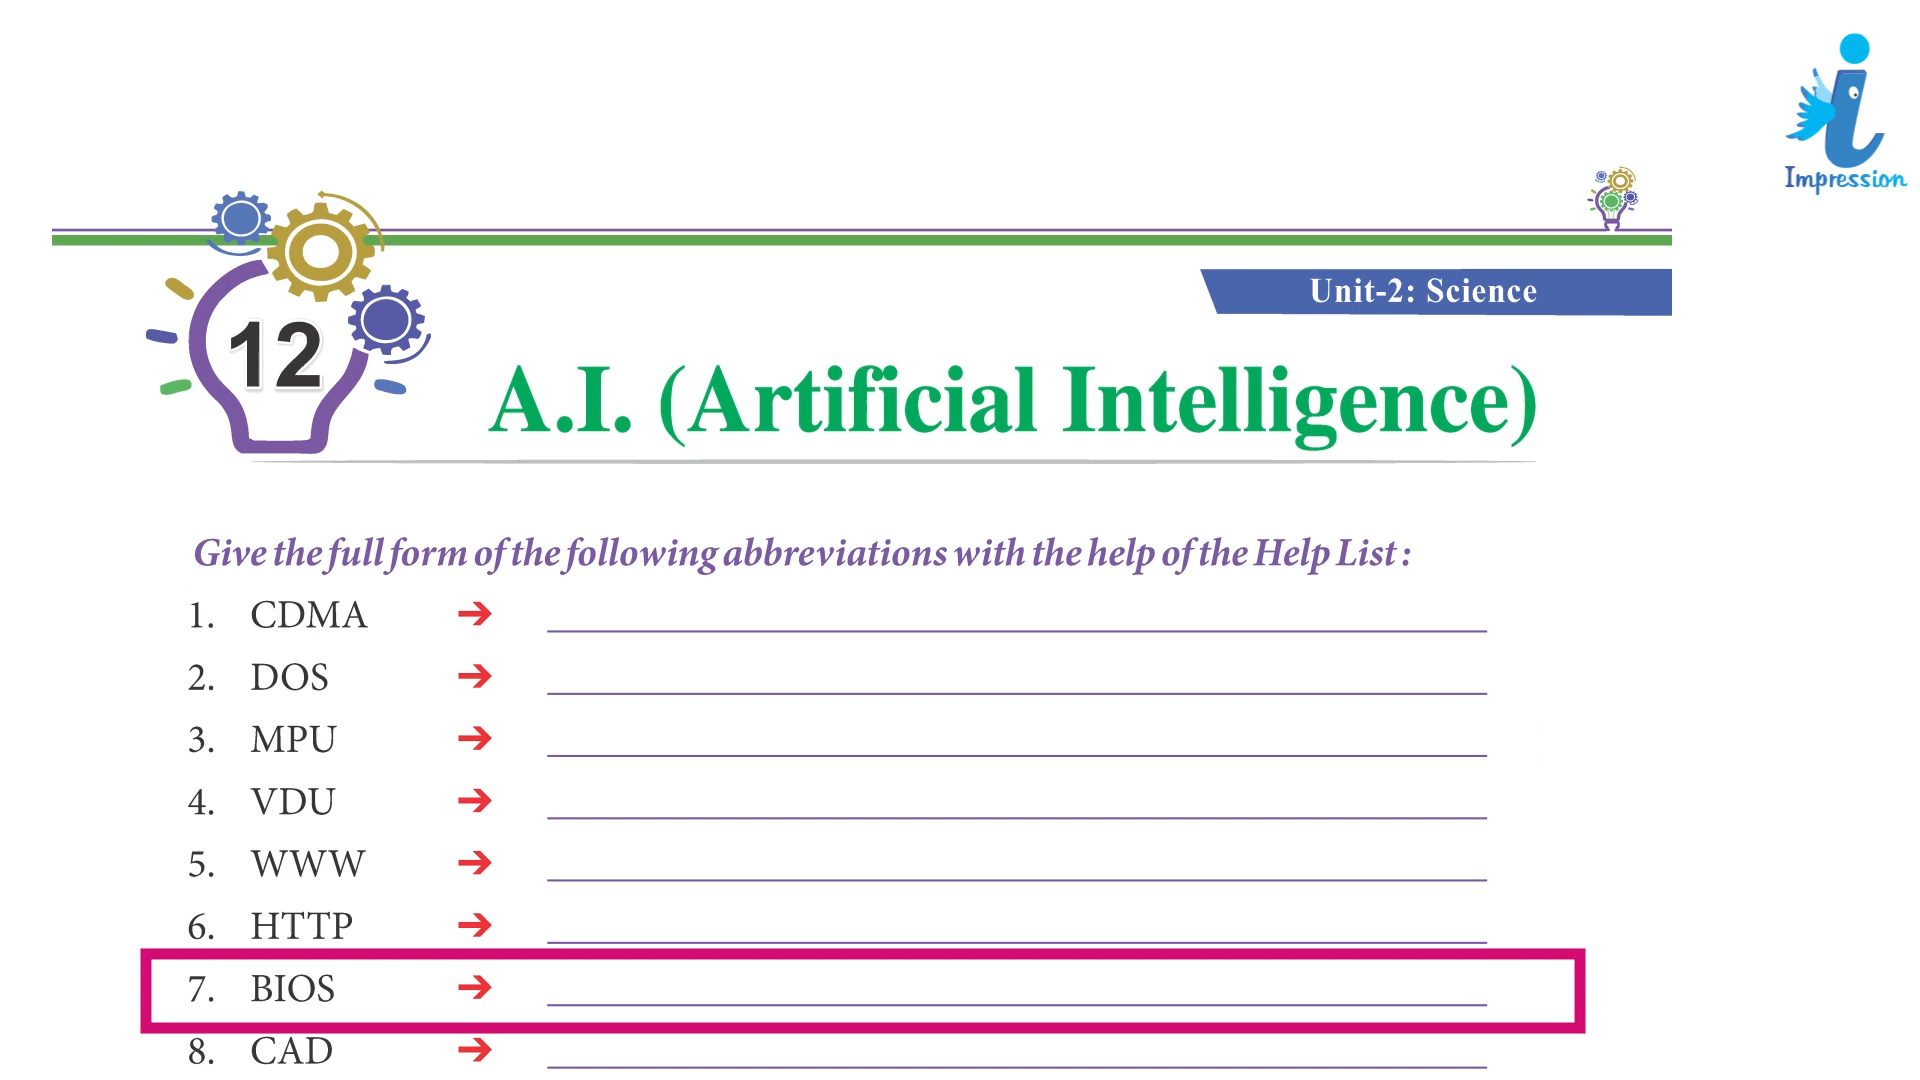 Impression
Unit-2: Science
12
A.I. (Artificial Intelligence)
Give the full form of the following abbreviations with the help of the Help List :
1. CDMA ➔
2. DOS ➔
3. MPU ➔
4. VDU ➔
5. WWW ➔
6. HTTP ➔
7. BIOS ➔
8. CAD ➔